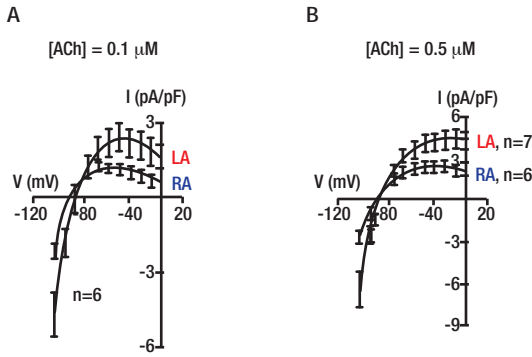 A
[ACh] = 0.1 µM
I (pA/pF)
3
LA
RA
V (mV)
-120
-80
-40
20
-3
n=6
-6
B
[ACh] = 0.5 µM
I (pA/pF)
6
3
LA, n=7
RA, n=6
V (mV)
-120
-80
-40
20
-3
-6
-9